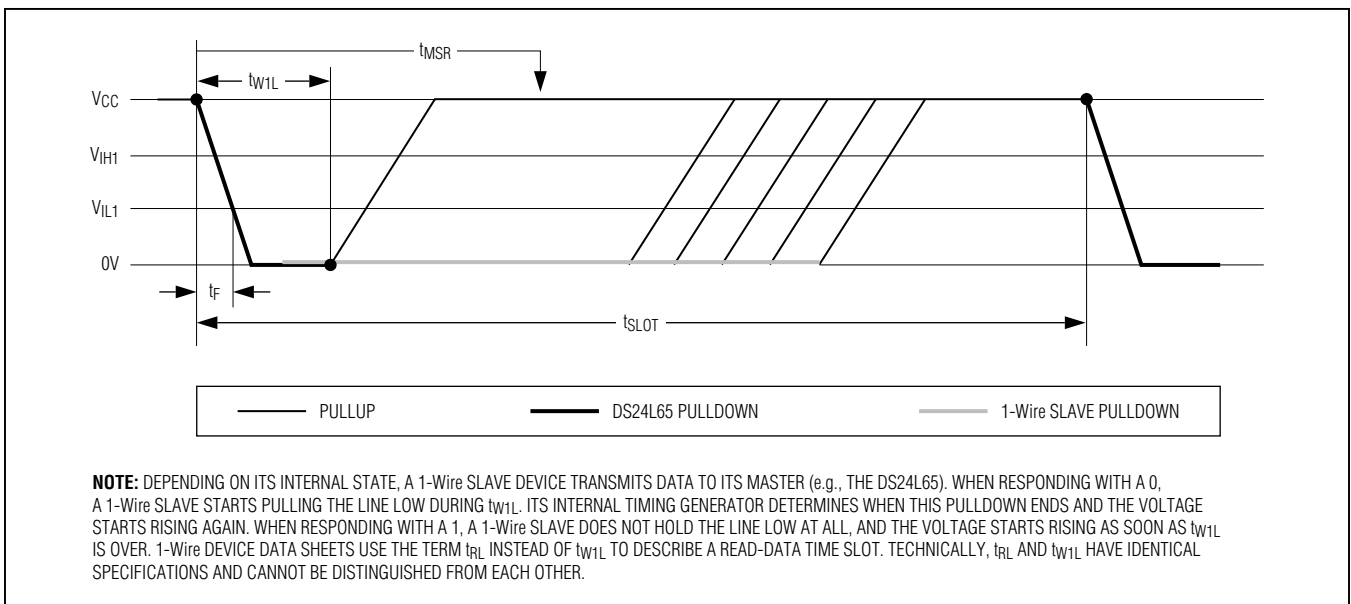 tMSR
tW1L
VCC
VIH1
VIL1
0V
tF
tSLOT
PULLUP DS24L65 PULLDOWN 1-Wire SLAVE PULLDOWN
NOTE: DEPENDING ON ITS INTERNAL STATE, A 1-Wire SLAVE DEVICE TRANSMITS DATA TO ITS MASTER (e.g., THE DS24L65). WHEN RESPONDING WITH A 0,
A 1-Wire SLAVE STARTS PULLING THE LINE LOW DURING tW1L. ITS INTERNAL TIMING GENERATOR DETERMINES WHEN THIS PULLDOWN ENDS AND THE VOLTAGE
STARTS RISING AGAIN. WHEN RESPONDING WITH A 1, A 1-Wire SLAVE DOES NOT HOLD THE LINE LOW AT ALL, AND THE VOLTAGE STARTS RISING AS SOON AS tW1L
IS OVER. 1-Wire DEVICE DATA SHEETS USE THE TERM tRL INSTEAD OF tW1L TO DESCRIBE A READ-DATA TIME SLOT. TECHNICALLY, tRL AND tW1L HAVE IDENTICAL
SPECIFICATIONS AND CANNOT BE DISTINGUISHED FROM EACH OTHER.